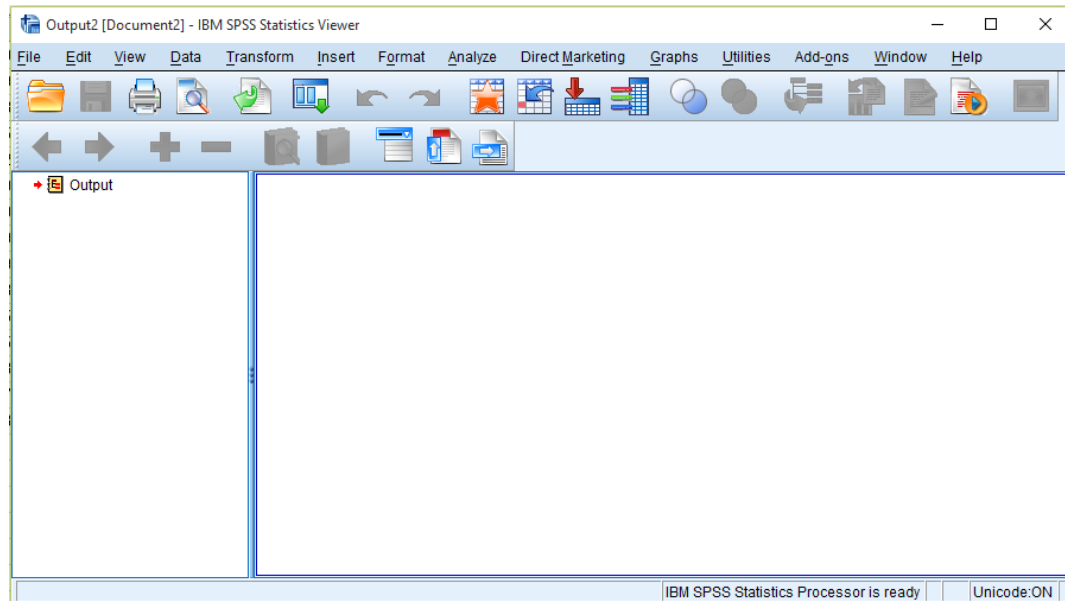 Output2 [Document2] - IBM SPSS Statistics Viewer
File Edit View Data Transform Insert Format Analyze Direct Marketing Graphs Utilities Add-ons Window Help
Output
IBM SPSS Statistics Processor is ready Unicode:ON